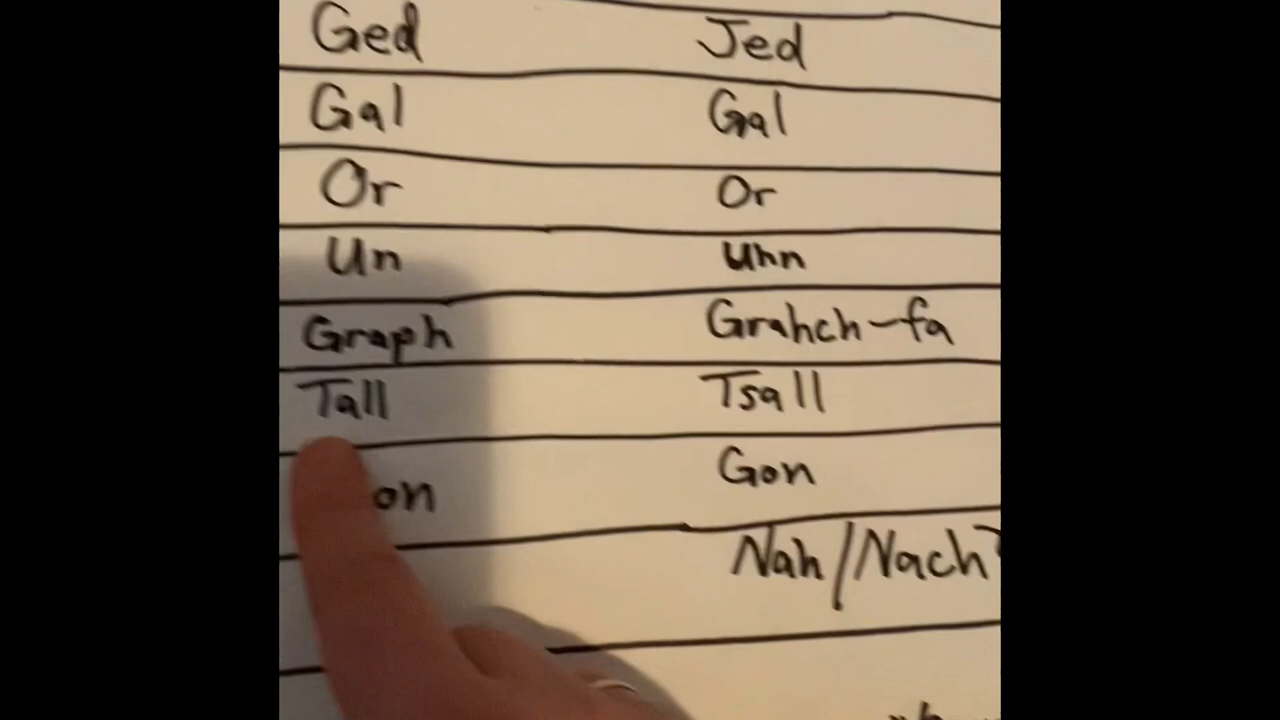 Ged Jed
Gal Gal
Or Or
Un Uhn
Graph Grahch-fa
Tall Tsall
on Gon
Nah/Nach